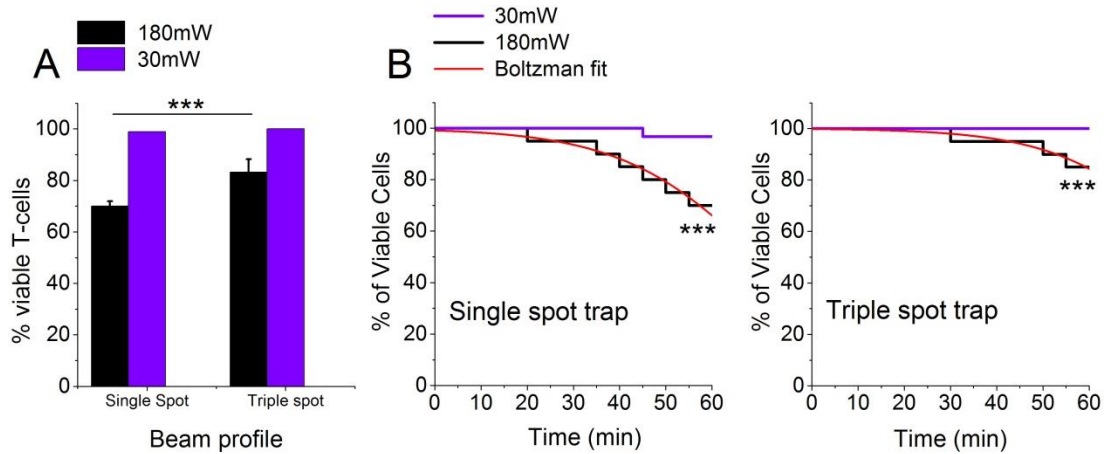 A
180mW
30mW
***
% viable T-cells
100
80
60
40
20
0
Single Spot
Triple spot
Beam profile
B
30mW
180mW
Boltzman fit
% of Viable Cells
100
80
60
40
20
0
***
Single spot trap
0 10 20 30 40 50 60
Time (min)
% of Viable Cells
100
80
60
40
20
0
***
Triple spot trap
0 10 20 30 40 50 60
Time (min)